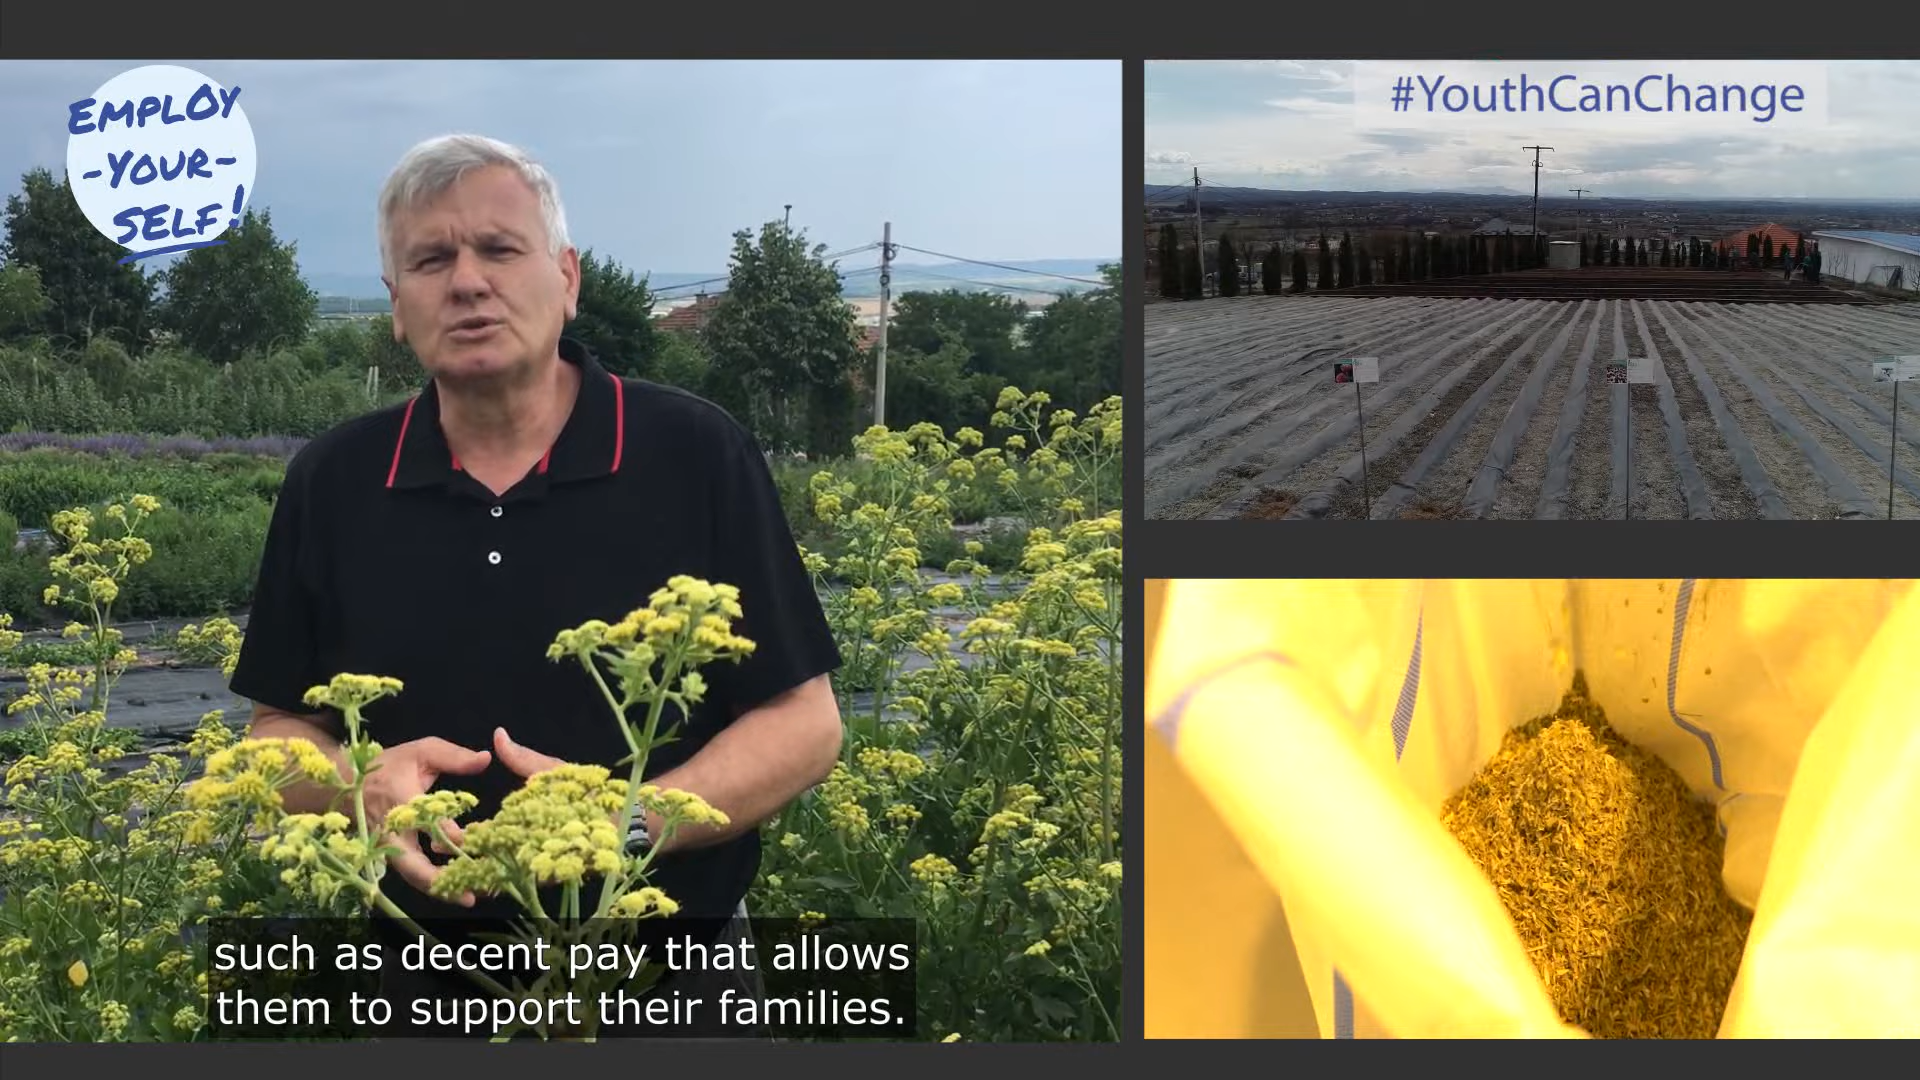 EMPLOY
-YOUR-
SELF!
#YouthCanChange
such as decent pay that allows
them to support their families.